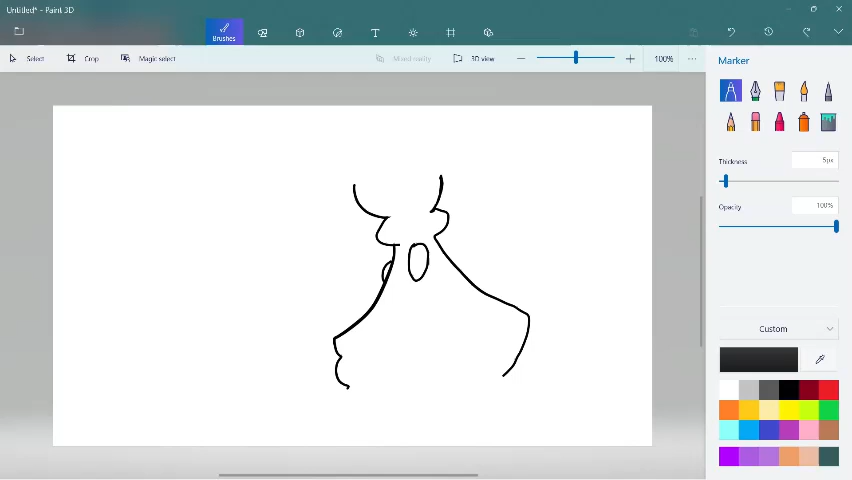 Untitled* - Paint 3D
Brushes
Select
Crop
Magic select
Mixed reality
3D view
100%
Marker
Thickness
5px
Opacity
100%
Custom